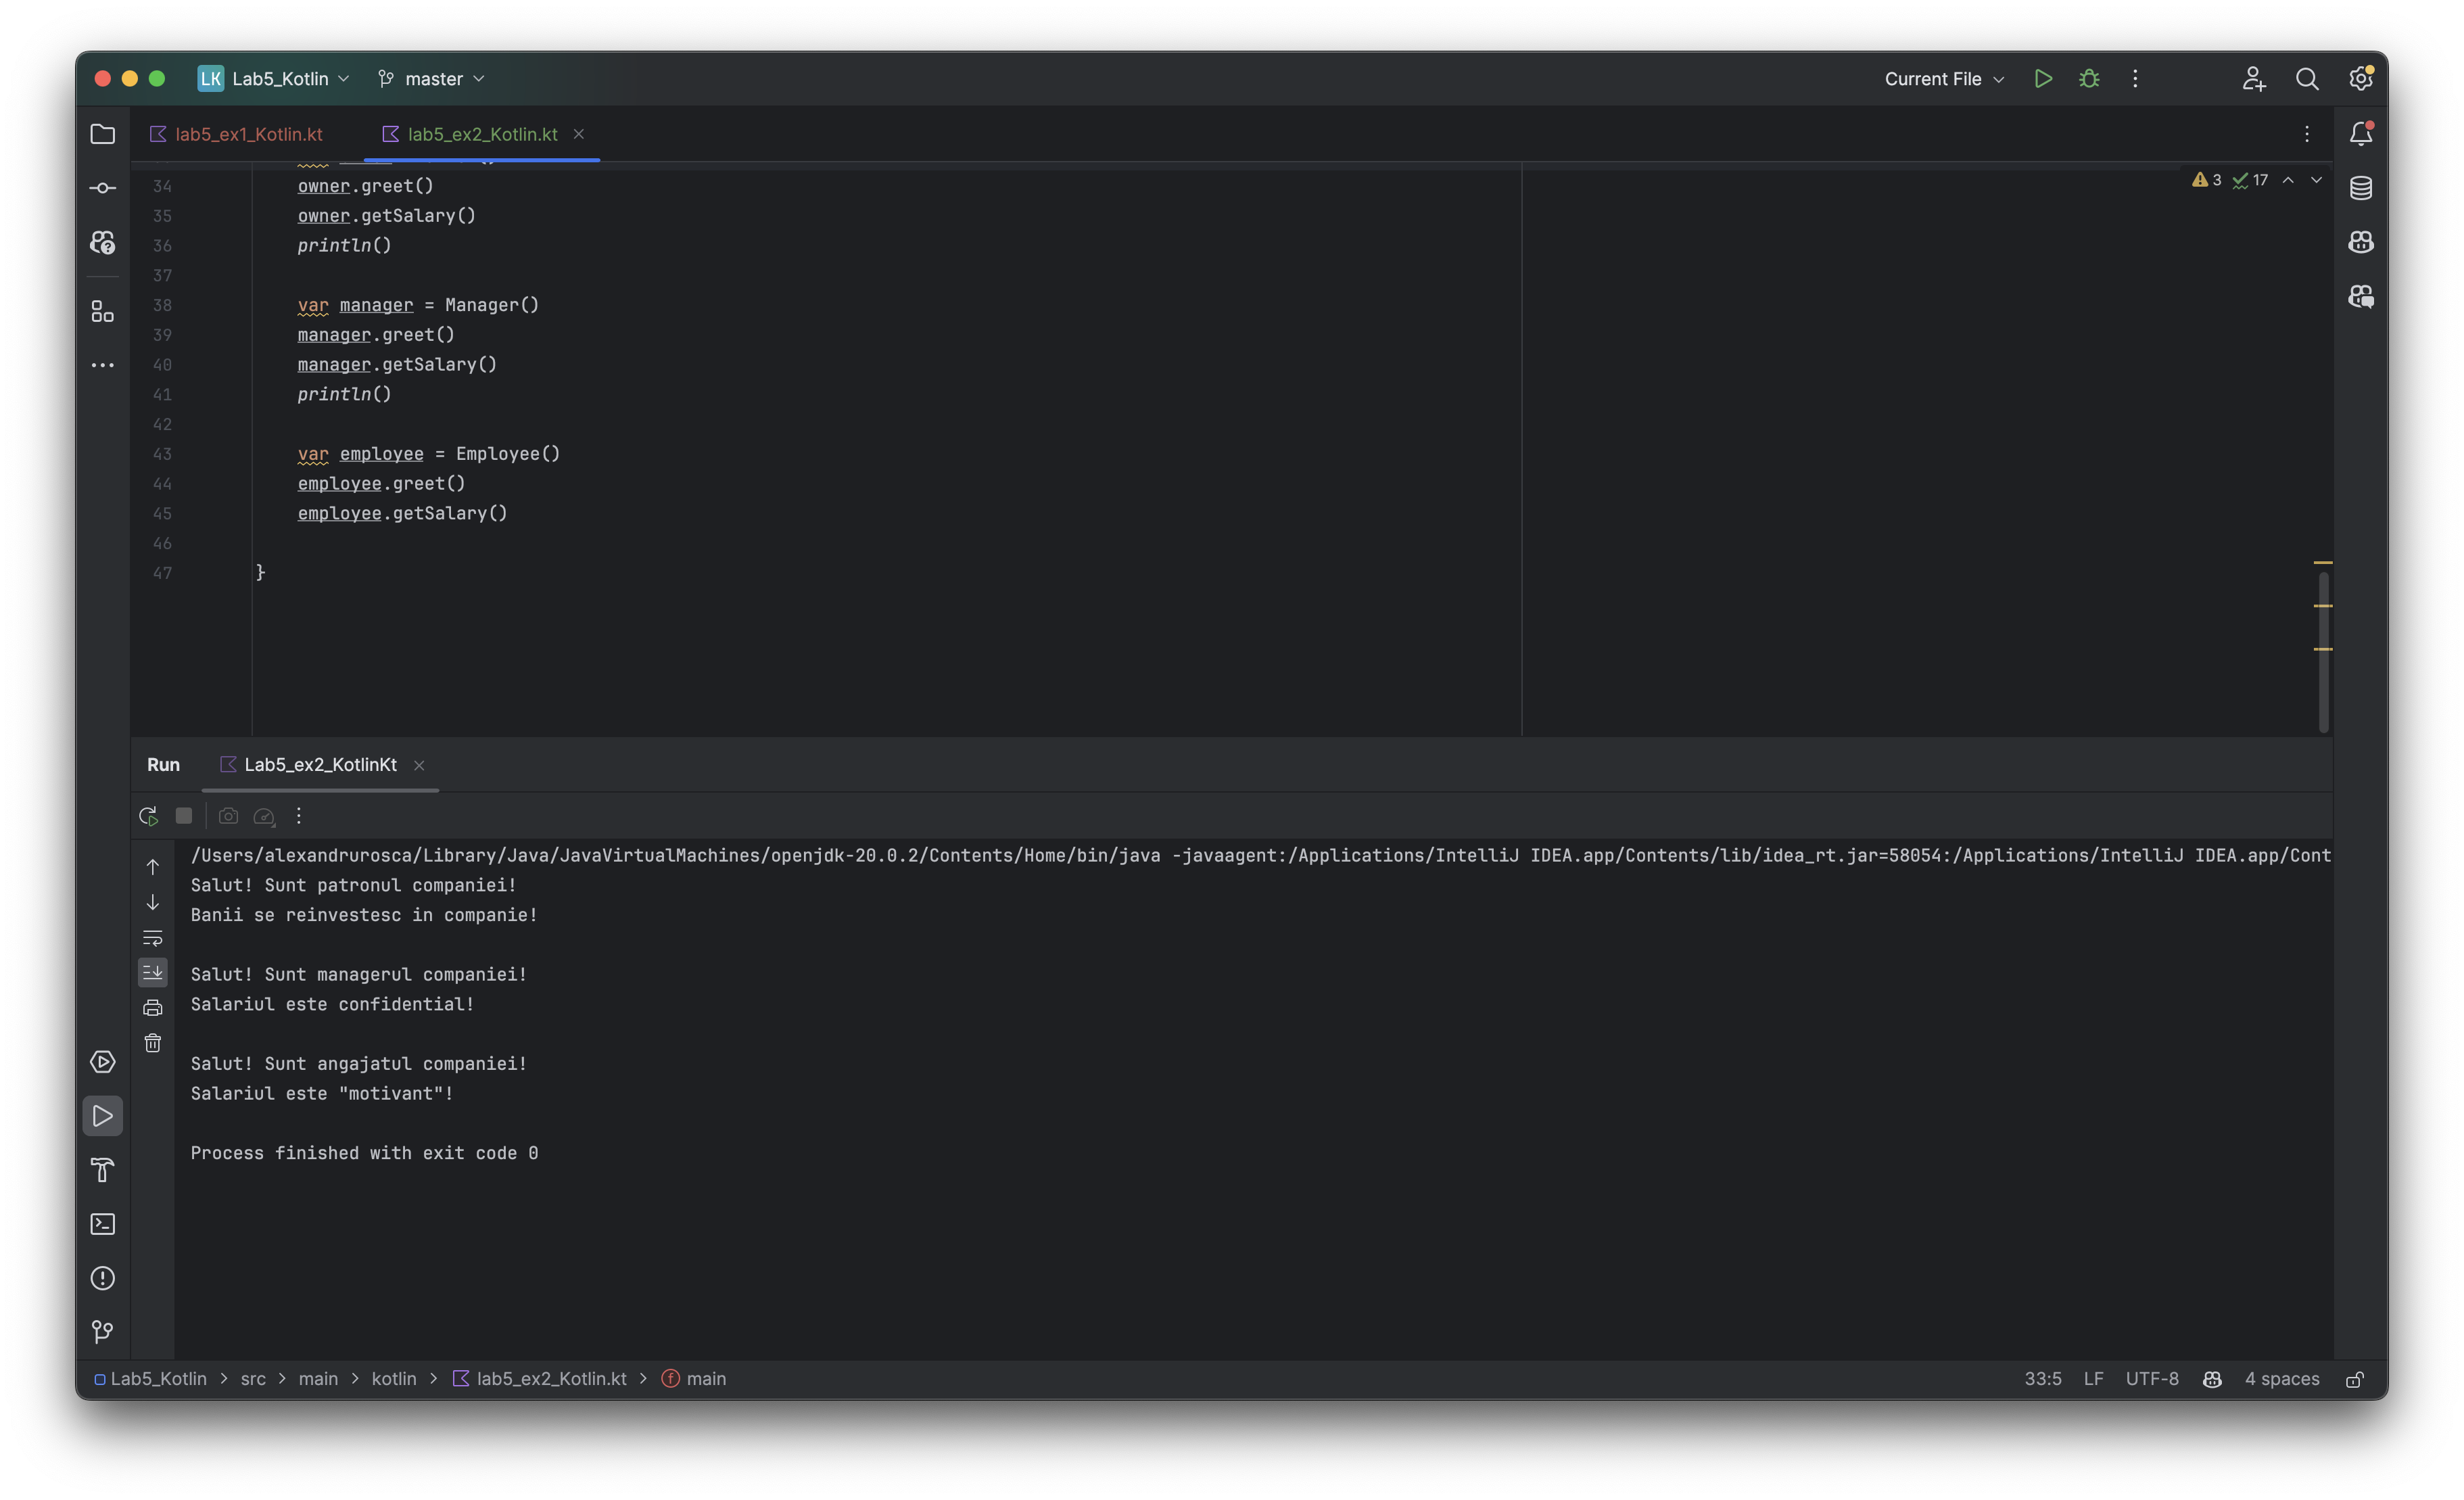 LK Lab5_Kotlin master Current File
lab5_ex1_Kotlin.kt lab5_ex2_Kotlin.kt
3 17
34 owner.greet()
35 owner.getSalary()
36 println()
37
38 var manager = Manager()
39 manager.greet()
40 manager.getSalary()
41 println()
42
43 var employee = Employee()
44 employee.greet()
45 employee.getSalary()
46
47 }
Run Lab5_ex2_KotlinKt
/Users/alexandrurosca/Library/Java/JavaVirtualMachines/openjdk-20.0.2/Contents/Home/bin/java -javaagent:/Applications/IntelliJ IDEA.app/Contents/lib/idea_rt.jar=58054:/Applications/IntelliJ IDEA.app/Cont
Salut! Sunt patronul companiei!
Banii se reinvestesc in companie!
Salut! Sunt managerul companiei!
Salariul este confidential!
Salut! Sunt angajatul companiei!
Salariul este "motivant"!
Process finished with exit code 0
Lab5_Kotlin > src > main > kotlin > lab5_ex2_Kotlin.kt > f main 33:5 LF UTF-8 4 spaces